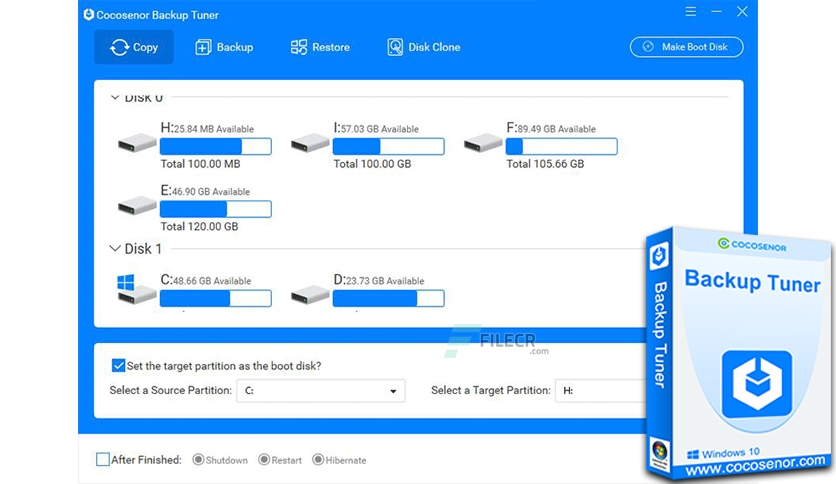 Cocosenor Backup Tuner
Copy
Backup
Restore
Disk Clone
Make Boot Disk
Disk 0
H:25.84 MB Available
Total 100.00 MB
I:57.03 GB Available
Total 100.00 GB
F:89.49 GB Available
Total 105.66 GB
E:46.90 GB Available
Total 120.00 GB
Disk 1
C:48.66 GB Available
D:23.73 GB Available
FILECR
.com
Set the target partition as the boot disk?
Select a Source Partition: C:
Select a Target Partition: H:
After Finished: Shutdown Restart Hibernate
COCOSENOR
Backup Tuner
Backup Tuner
Windows 10
www.cocosenor.com